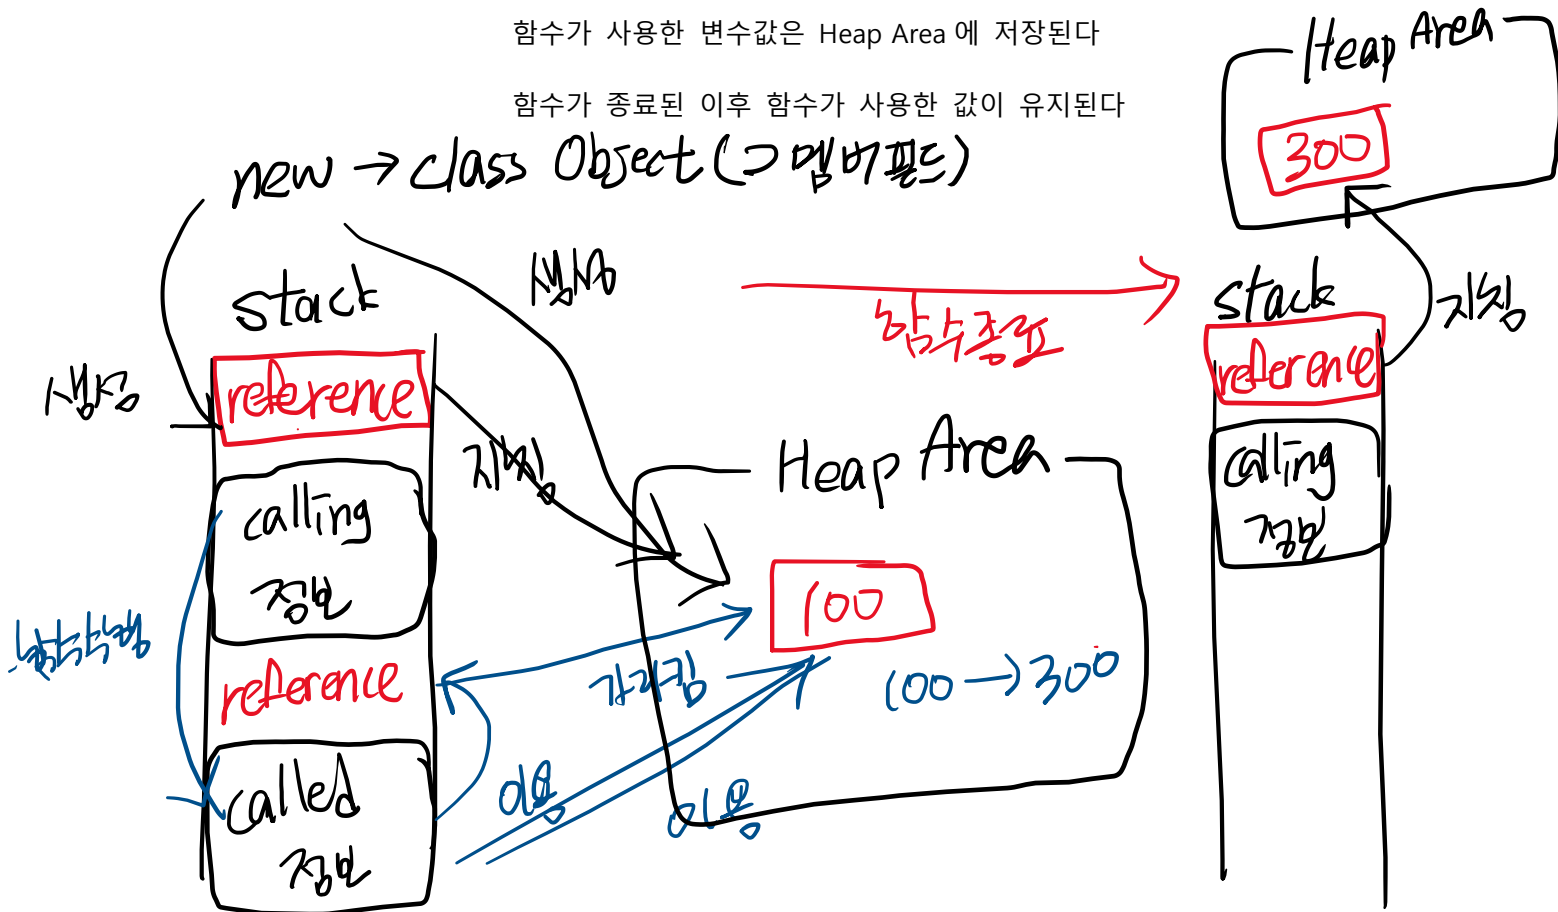 함수가 사용한 변수값은 Heap Area 에 저장된다
함수가 종료된 이후 함수가 사용한 값이 유지된다
new → class Object (⊃ 멤버필드)
생성
stack
생성
reference
지칭
calling
정보
함수수행
reference
called
정보
Heap Area
100
100 → 300
가리킴
이용
이용
함수종료
Heap Area
300
지칭
stack
reference
calling
정보